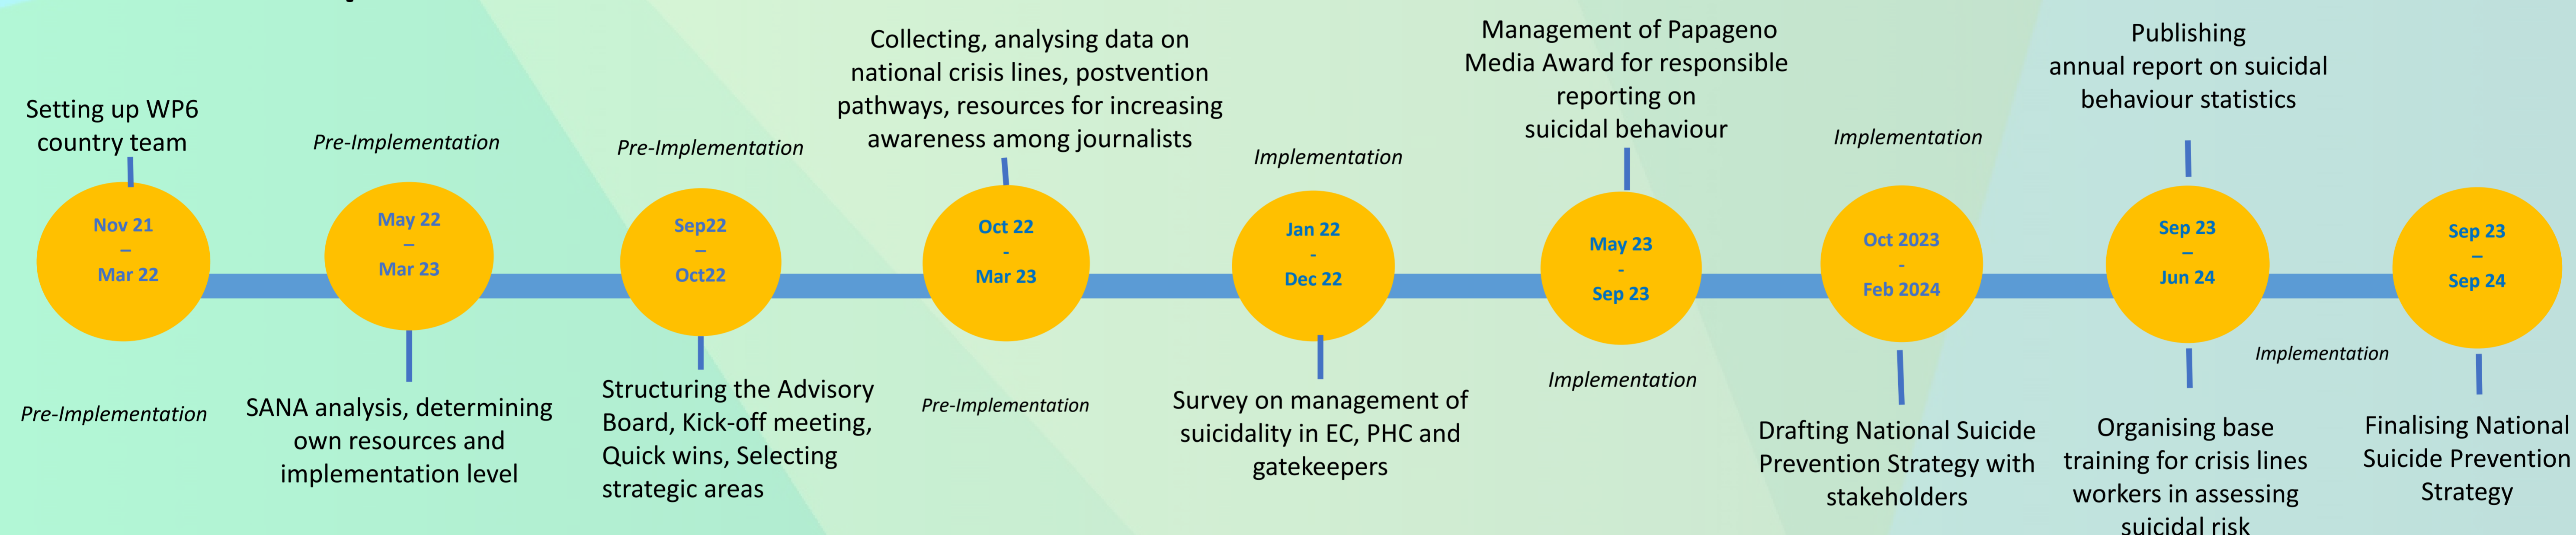 Setting up WP6
country team
Nov 21
–
Mar 22
Pre-Implementation
Pre-Implementation
May 22
–
Mar 23
SANA analysis, determining
own resources and
implementation level
Pre-Implementation
Sep22
–
Oct22
Structuring the Advisory
Board, Kick-off meeting,
Quick wins, Selecting
strategic areas
Collecting, analysing data on
national crisis lines, postvention
pathways, resources for increasing
awareness among journalists
Oct 22
-
Mar 23
Pre-Implementation
Implementation
Jan 22
-
Dec 22
Survey on management of
suicidality in EC, PHC and
gatekeepers
Management of Papageno
Media Award for responsible
reporting on
suicidal behaviour
May 23
-
Sep 23
Implementation
Implementation
Oct 2023
-
Feb 2024
Drafting National Suicide
Prevention Strategy with
stakeholders
Publishing
annual report on suicidal
behaviour statistics
Sep 23
–
Jun 24
Organising base
training for crisis lines
workers in assessing
suicidal risk
Implementation
Sep 23
–
Sep 24
Finalising National
Suicide Prevention
Strategy